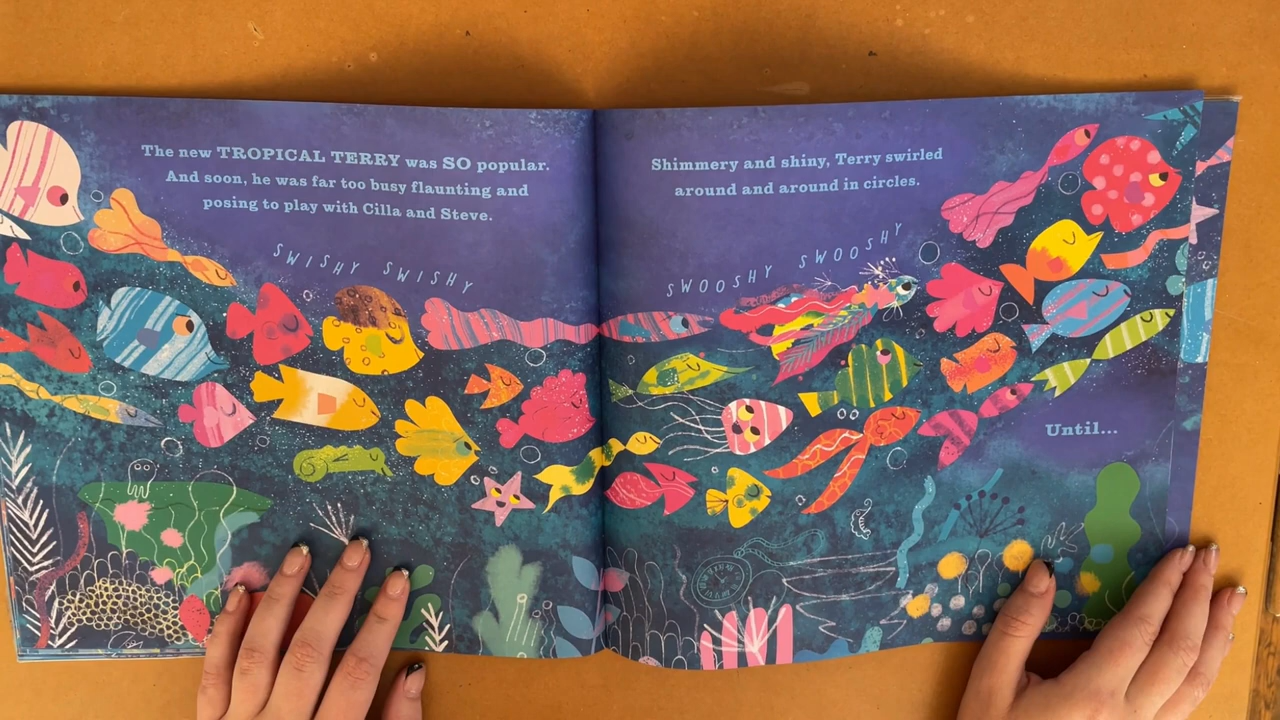 The new TROPICAL TERRY was SO popular.
And soon, he was far too busy flaunting and
posing to play with Cilla and Steve.
SWISHY SWISHY
Shimmery and shiny, Terry swirled
around and around in circles.
SWOOSHY SWOOSHY
Until...